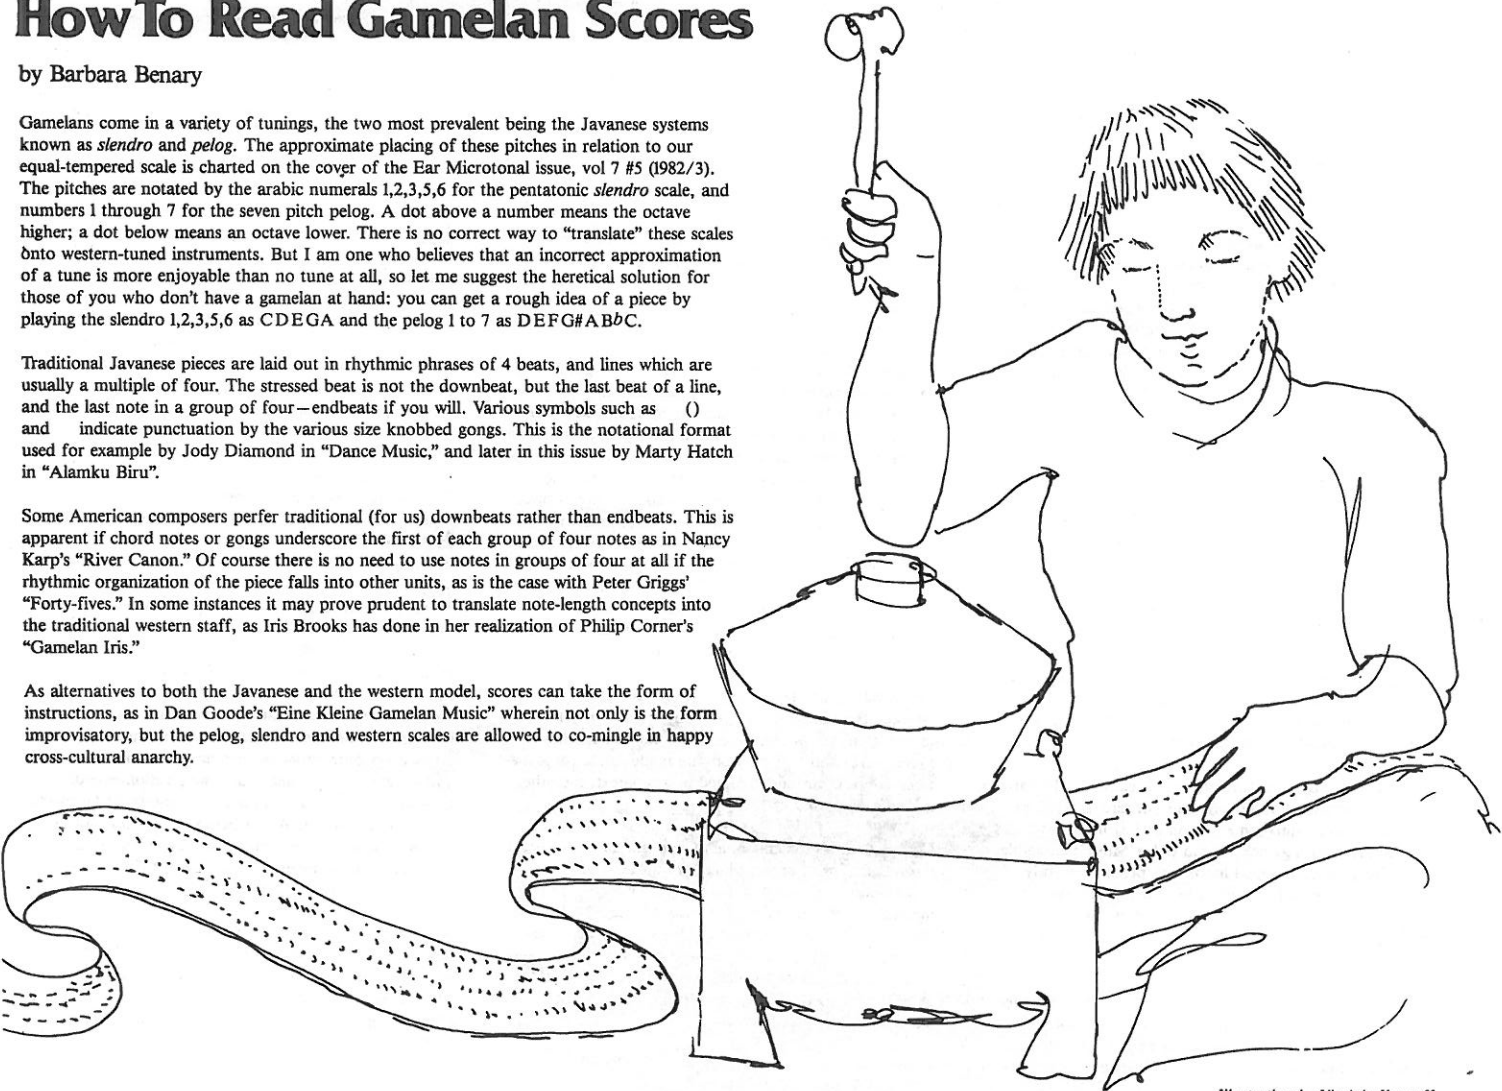 How To Read Gamelan Scores
by Barbara Benary
Gamelans come in a variety of tunings, the two most prevalent being the Javanese systems
known as slendro and pelog. The approximate placing of these pitches in relation to our
equal-tempered scale is charted on the cover of the Ear Microtonal issue, vol 7 #5 (1982/3).
The pitches are notated by the arabic numerals 1,2,3,5,6 for the pentatonic slendro scale, and
numbers 1 through 7 for the seven pitch pelog. A dot above a number means the octave
higher; a dot below means an octave lower. There is no correct way to “translate” these scales
onto western-tuned instruments. But I am one who believes that an incorrect approximation
of a tune is more enjoyable than no tune at all, so let me suggest the heretical solution for
those of you who don’t have a gamelan at hand: you can get a rough idea of a piece by
playing the slendro 1,2,3,5,6 as C D E G A and the pelog 1 to 7 as D E F G# A Bb C.
Traditional Javanese pieces are laid out in rhythmic phrases of 4 beats, and lines which are
usually a multiple of four. The stressed beat is not the downbeat, but the last beat of a line,
and the last note in a group of four—endbeats if you will. Various symbols such as ()
and indicate punctuation by the various size knobbed gongs. This is the notational format
used for example by Jody Diamond in “Dance Music,” and later in this issue by Marty Hatch
in “Alamku Biru”.
Some American composers perfer traditional (for us) downbeats rather than endbeats. This is
apparent if chord notes or gongs underscore the first of each group of four notes as in Nancy
Karp’s “River Canon.” Of course there is no need to use notes in groups of four at all if the
rhythmic organization of the piece falls into other units, as is the case with Peter Griggs’
“Forty-fives.” In some instances it may prove prudent to translate note-length concepts into
the traditional western staff, as Iris Brooks has done in her realization of Philip Corner’s
“Gamelan Iris.”
As alternatives to both the Javanese and the western model, scores can take the form of
instructions, as in Dan Goode’s “Eine Kleine Gamelan Music” wherein not only is the form
improvisatory, but the pelog, slendro and western scales are allowed to co-mingle in happy
cross-cultural anarchy.